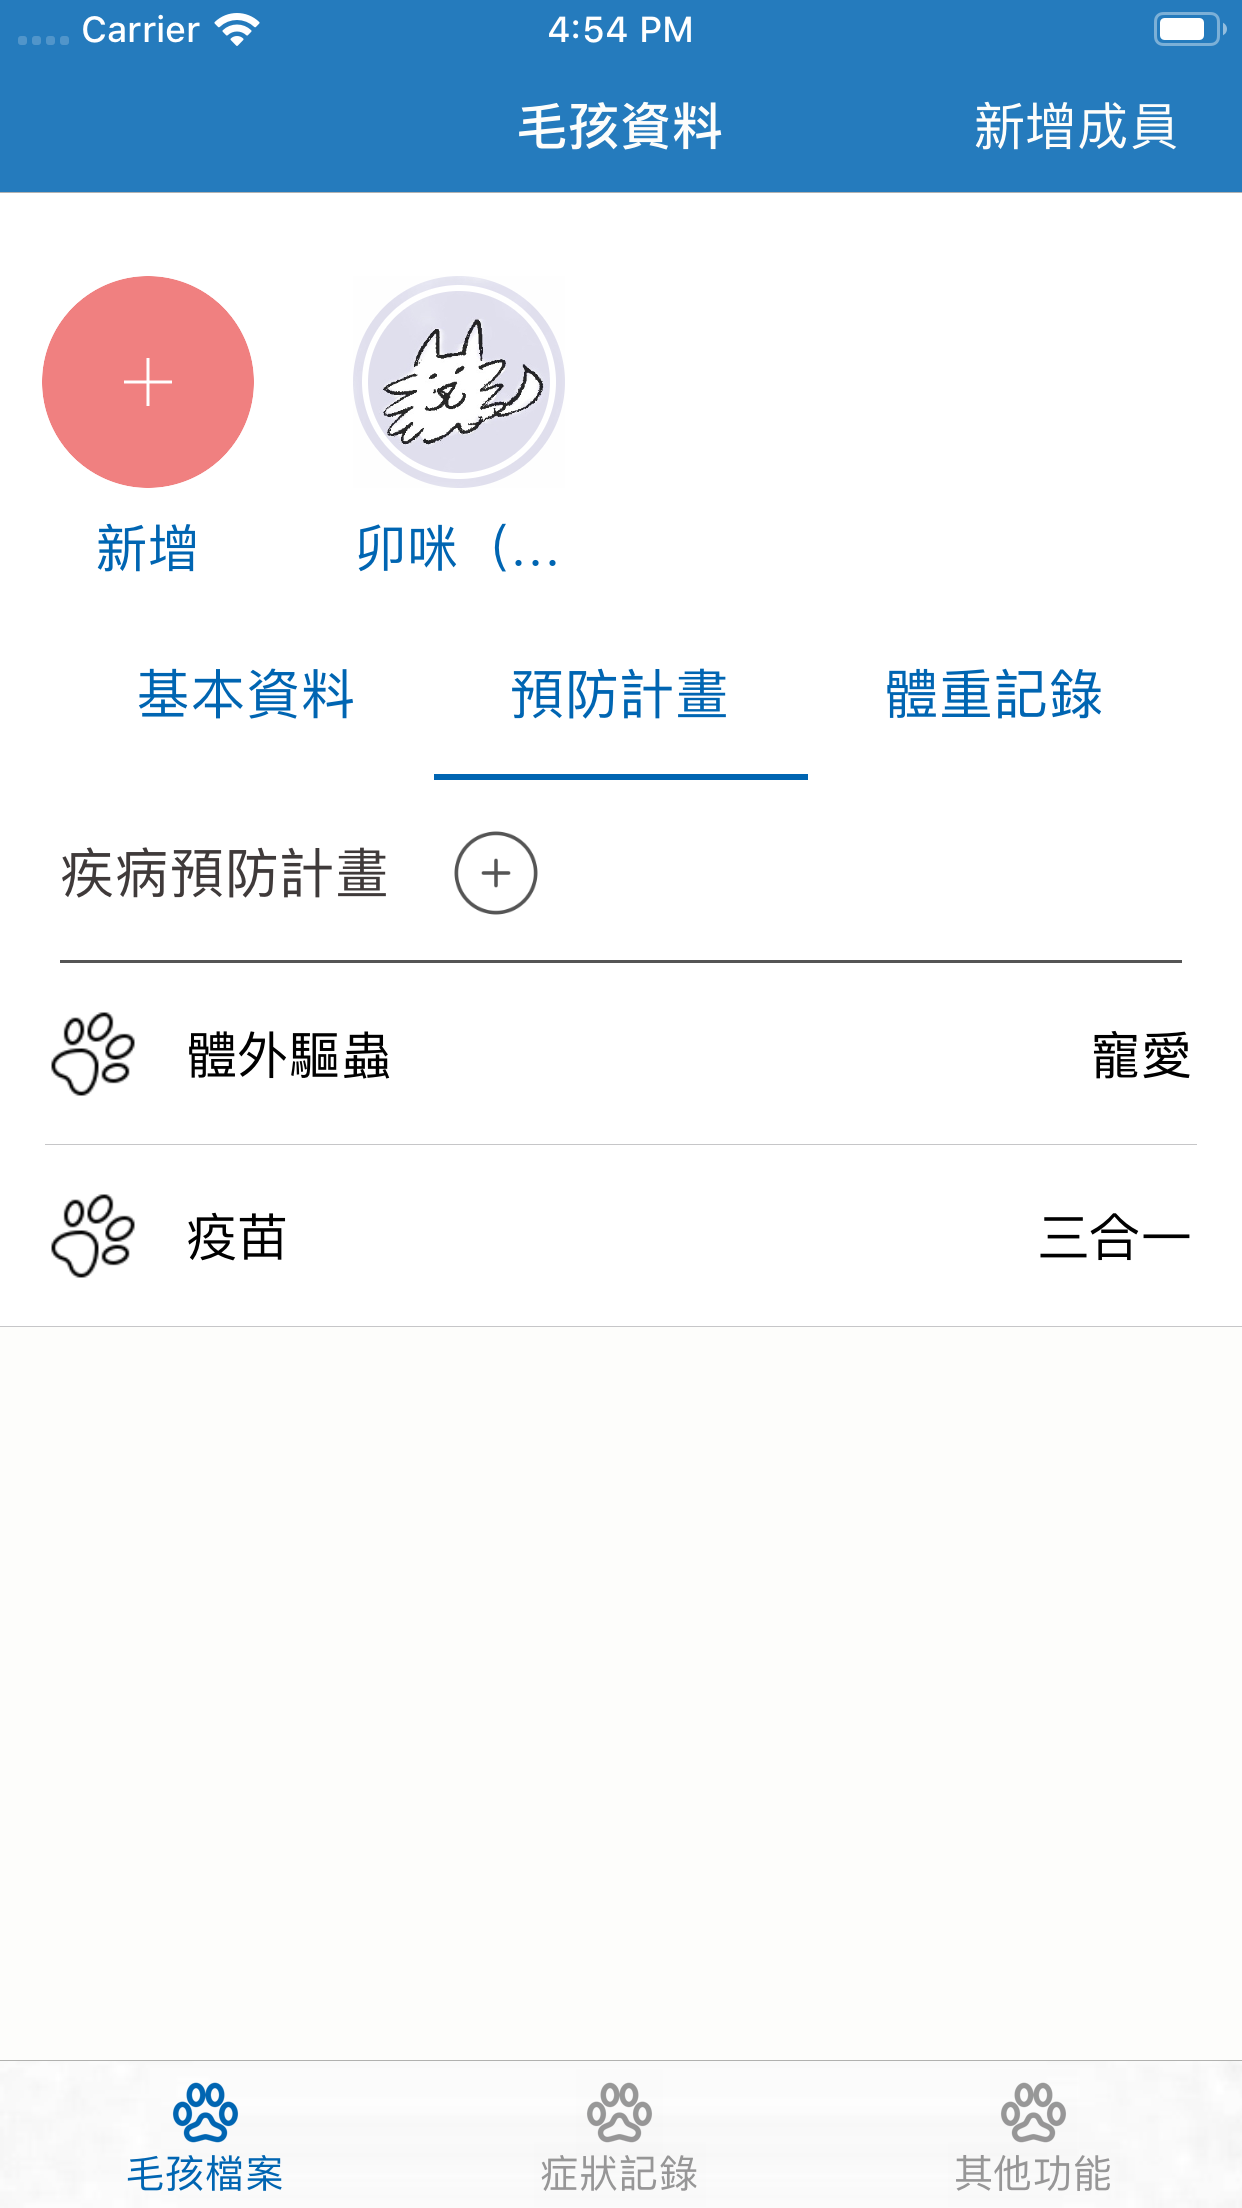 Carrier
4:54 PM
毛孩資料
新增成員
新增
卯咪（...
基本資料
預防計畫
體重記錄
疾病預防計畫
體外驅蟲
寵愛
疫苗
三合一
毛孩檔案
症狀記錄
其他功能